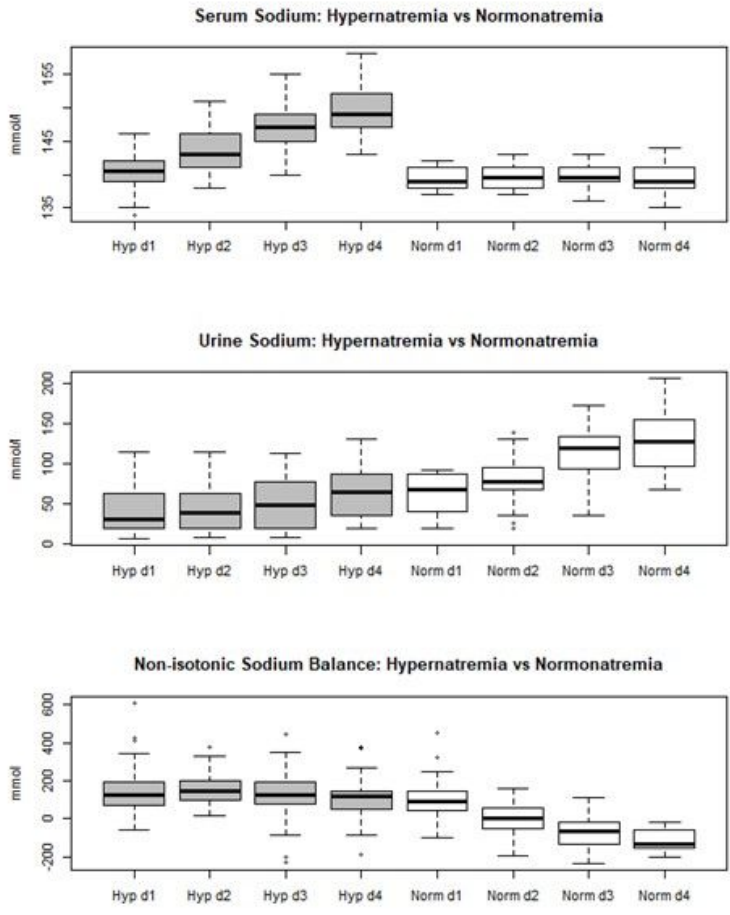 Serum Sodium: Hypernatremia vs Normonatremia
155
145
135
mmol/l
Hyp d1 Hyp d2 Hyp d3 Hyp d4 Norm d1 Norm d2 Norm d3 Norm d4
Urine Sodium: Hypernatremia vs Normonatremia
200
150
100
50
0
mmol/l
Hyp d1 Hyp d2 Hyp d3 Hyp d4 Norm d1 Norm d2 Norm d3 Norm d4
Non-isotonic Sodium Balance: Hypernatremia vs Normonatremia
600
400
200
0
-200
mmol
Hyp d1 Hyp d2 Hyp d3 Hyp d4 Norm d1 Norm d2 Norm d3 Norm d4